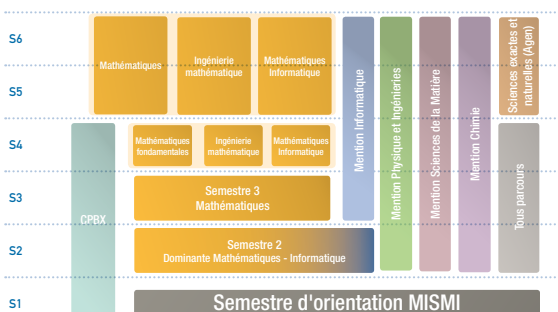 S6
S5
S4
S3
S2
S1
Mathématiques
Ingénierie
mathématique
Mathématiques
Informatique
Mathématiques
fondamentales
Ingénierie
mathématique
Mathématiques
Informatique
Semestre 3
Mathématiques
Semestre 2
Dominante Mathématiques - Informatique
Semestre d'orientation MISMI
CPBX
Mention Informatique
Mention Physique et Ingénieries
Mention Sciences de la Matière
Mention Chimie
Sciences exactes et
naturelles (Agen)
Tous parcours